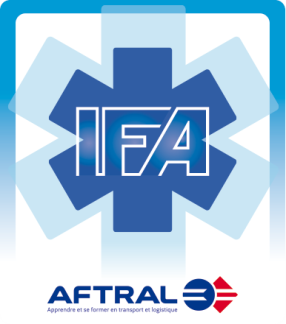 IFA
AFTRAL
Apprendre et se former en transport et logistique